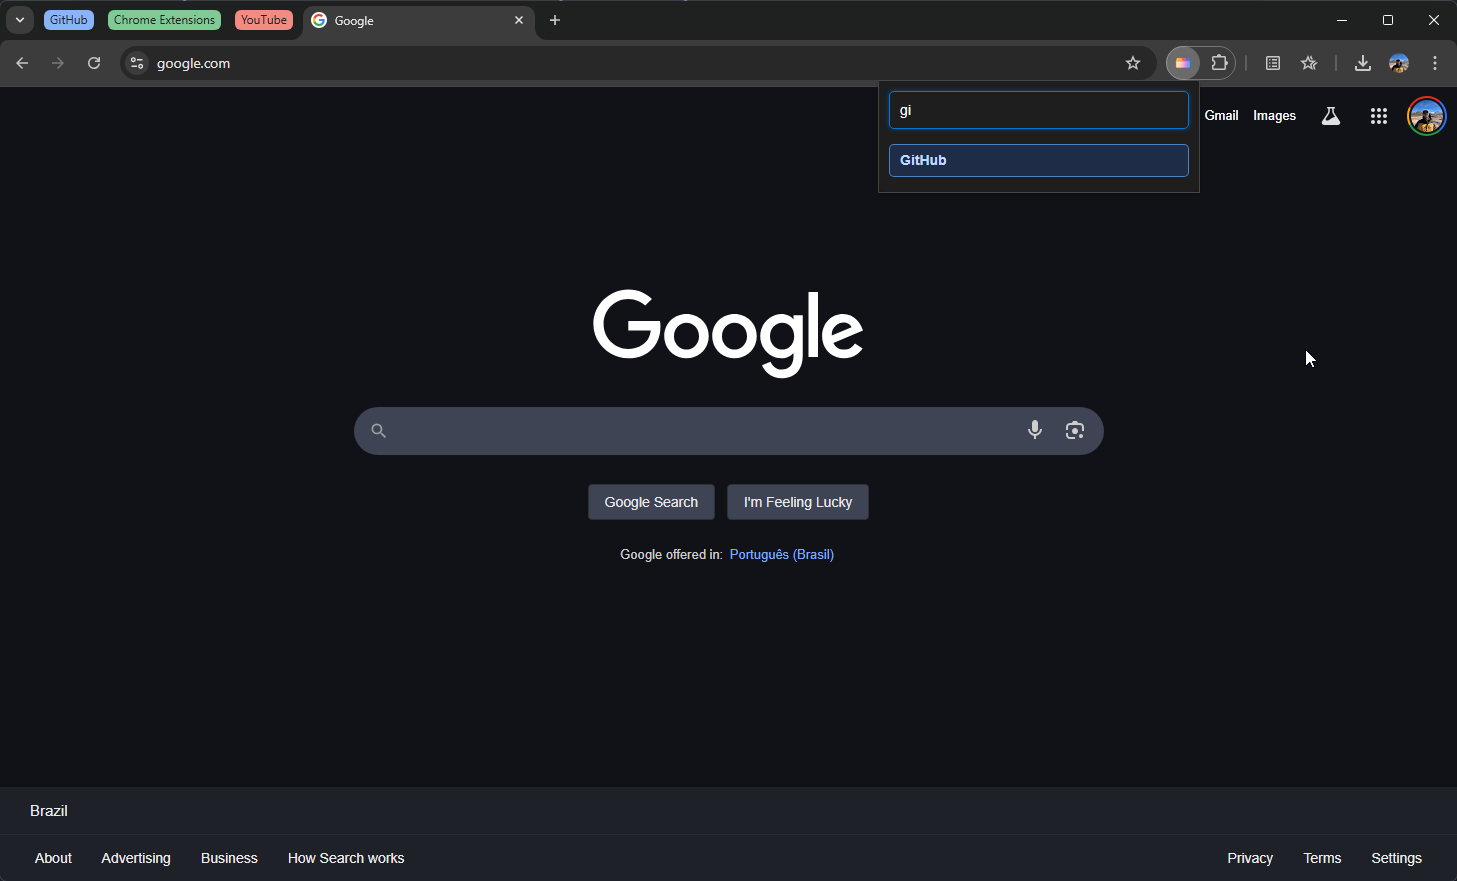 GitHub Chrome Extensions YouTube Google
google.com
gi
GitHub
Gmail Images
Google
Google Search I'm Feeling Lucky
Google offered in: Português (Brasil)
Brazil
About Advertising Business How Search works Privacy Terms Settings